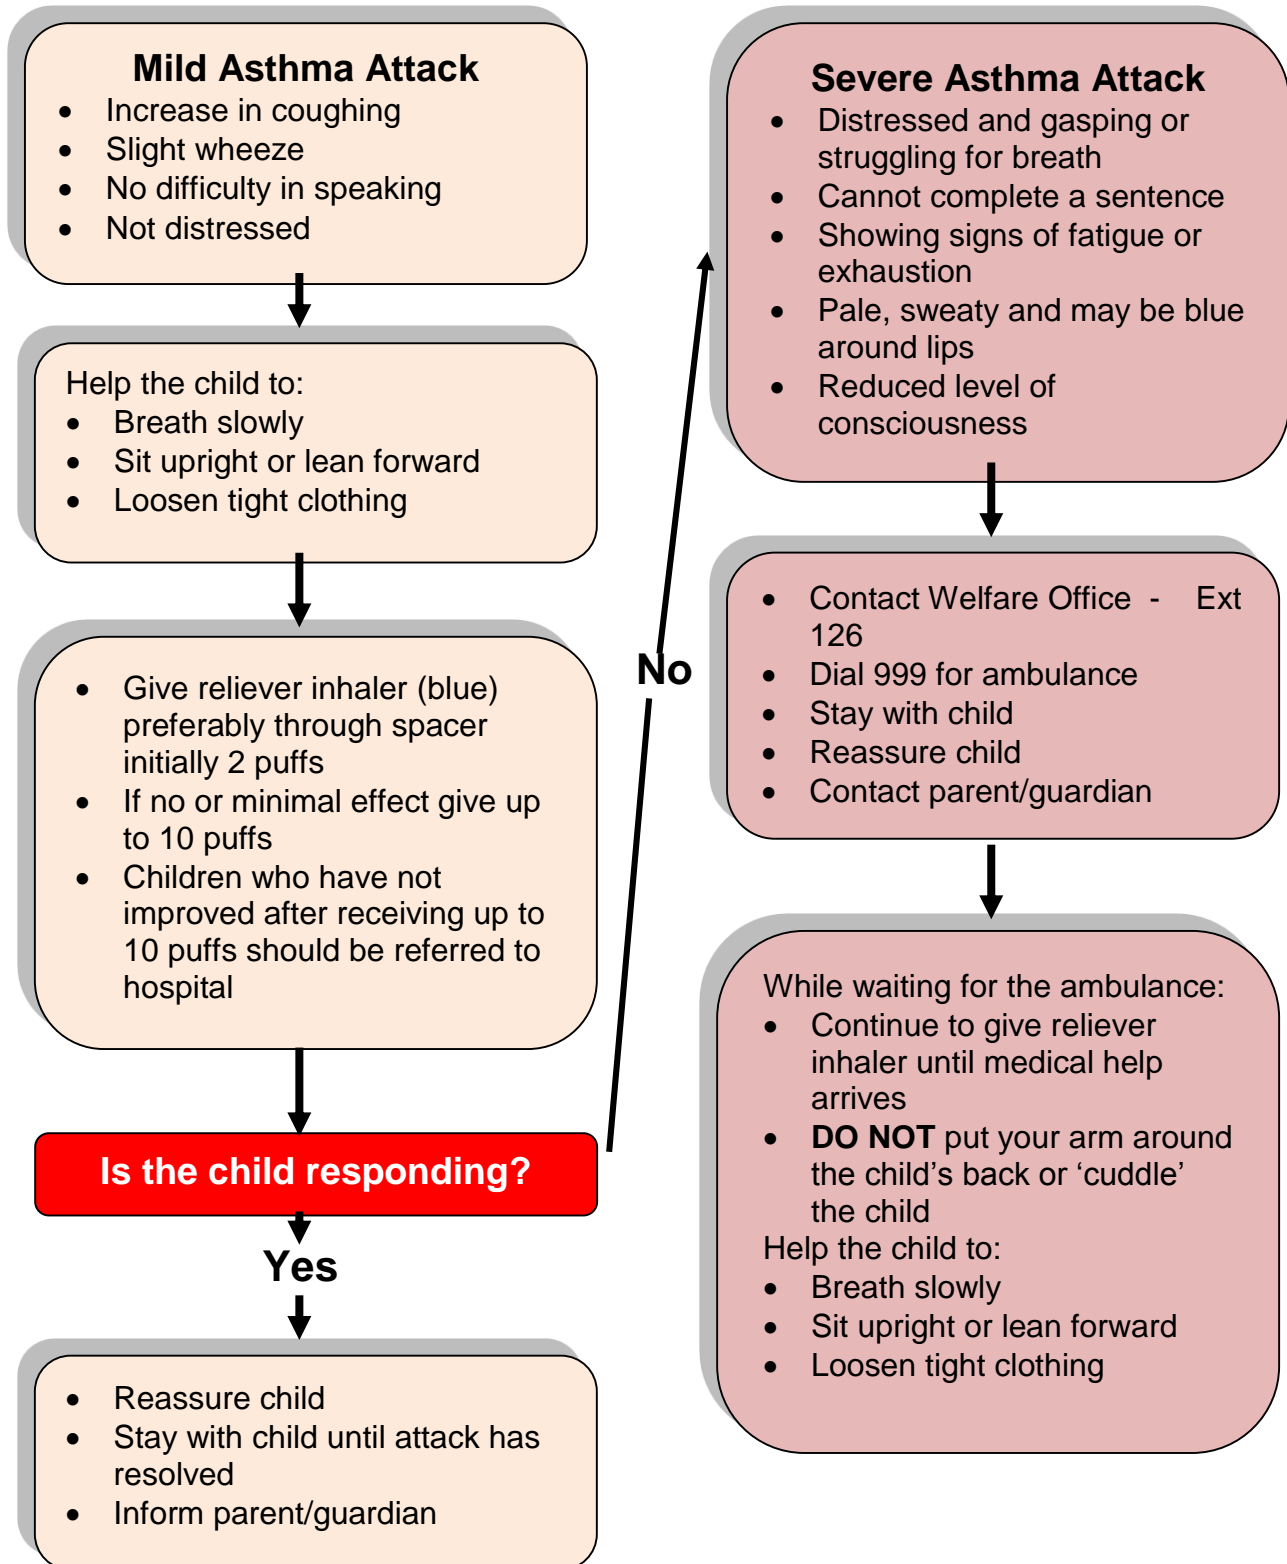 Mild Asthma Attack
• Increase in coughing
• Slight wheeze
• No difficulty in speaking
• Not distressed
Help the child to:
• Breath slowly
• Sit upright or lean forward
• Loosen tight clothing
• Give reliever inhaler (blue)
preferably through spacer
initially 2 puffs
• If no or minimal effect give up
to 10 puffs
• Children who have not
improved after receiving up to
10 puffs should be referred to
hospital
Is the child responding?
Yes
• Reassure child
• Stay with child until attack has
resolved
• Inform parent/guardian
No
Severe Asthma Attack
• Distressed and gasping or
struggling for breath
• Cannot complete a sentence
• Showing signs of fatigue or
exhaustion
• Pale, sweaty and may be blue
around lips
• Reduced level of
consciousness
• Contact Welfare Office - Ext
126
• Dial 999 for ambulance
• Stay with child
• Reassure child
• Contact parent/guardian
While waiting for the ambulance:
• Continue to give reliever
inhaler until medical help
arrives
• DO NOT put your arm around
the child’s back or ‘cuddle’
the child
Help the child to:
• Breath slowly
• Sit upright or lean forward
• Loosen tight clothing